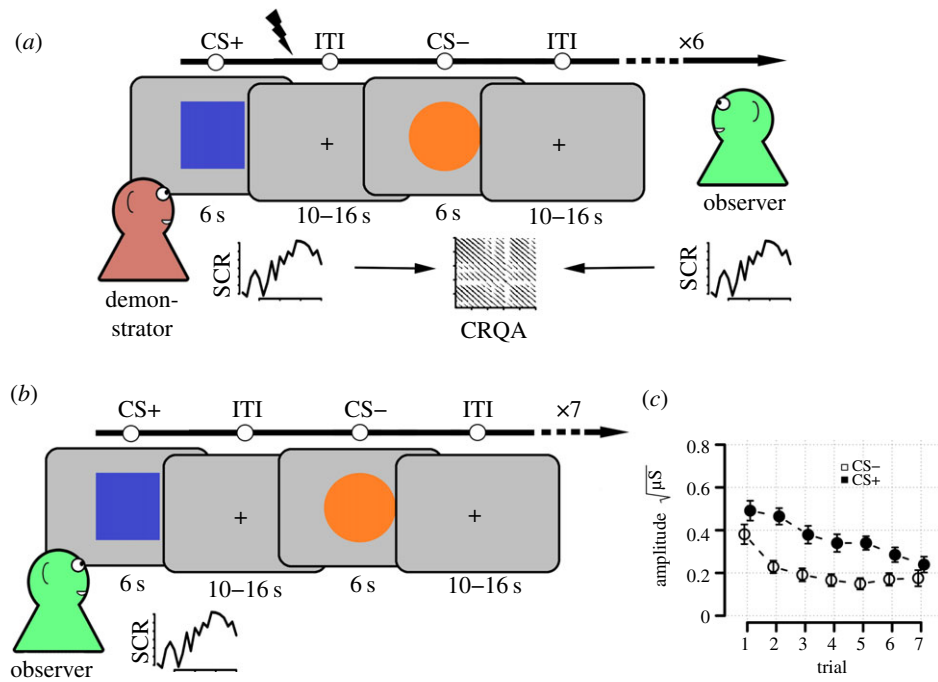 (a)
CS+ ITI CS− ITI ×6
+ +
6 s 10–16 s 6 s 10–16 s
observer
SCR SCR
demon-
strator
CRQA
(b)
CS+ ITI CS− ITI ×7
+ +
6 s 10–16 s 6 s 10–16 s
SCR
observer
(c)
0.8
0.6
0.4
0.2
0
amplitude √μS
CS−
CS+
1 2 3 4 5 6 7
trial